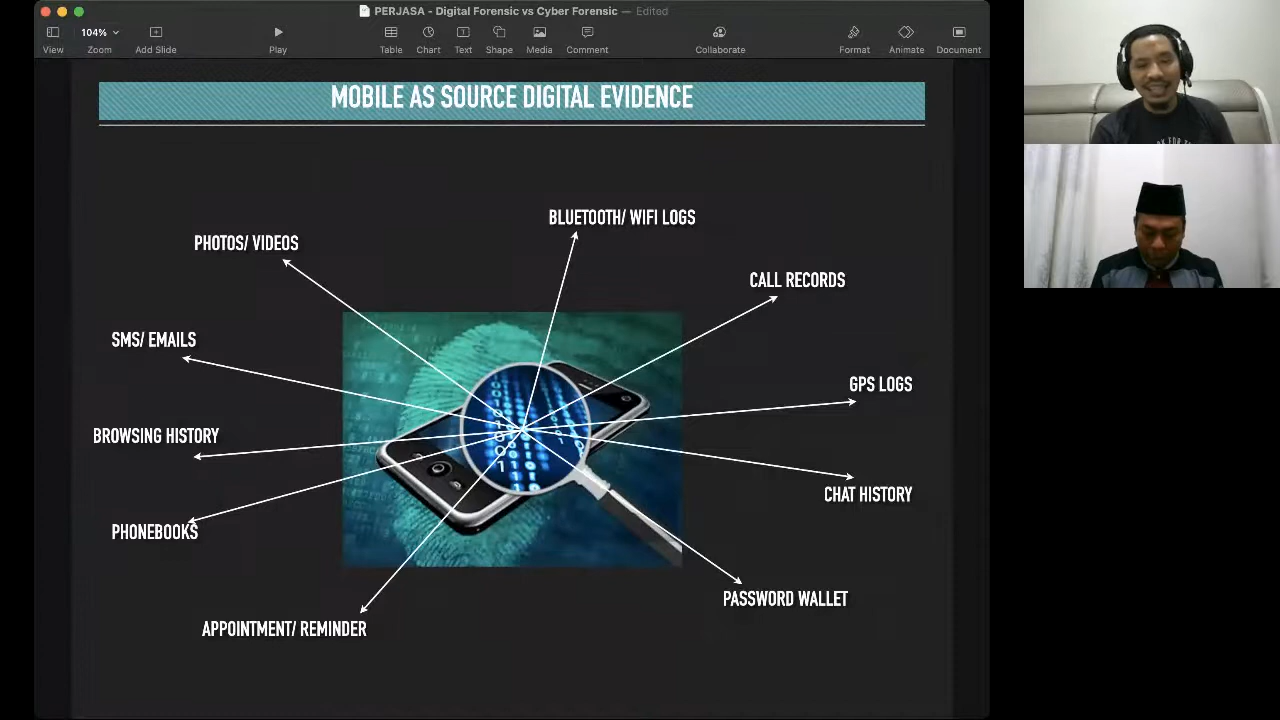 PERJASA - Digital Forensic vs Cyber Forensic — Edited
104%
View Zoom Add Slide Play Table Chart Text Shape Media Comment Collaborate Format Animate Document
MOBILE AS SOURCE DIGITAL EVIDENCE
BLUETOOTH/ WIFI LOGS
PHOTOS/ VIDEOS
CALL RECORDS
SMS/ EMAILS
GPS LOGS
BROWSING HISTORY
CHAT HISTORY
PHONEBOOKS
PASSWORD WALLET
APPOINTMENT/ REMINDER